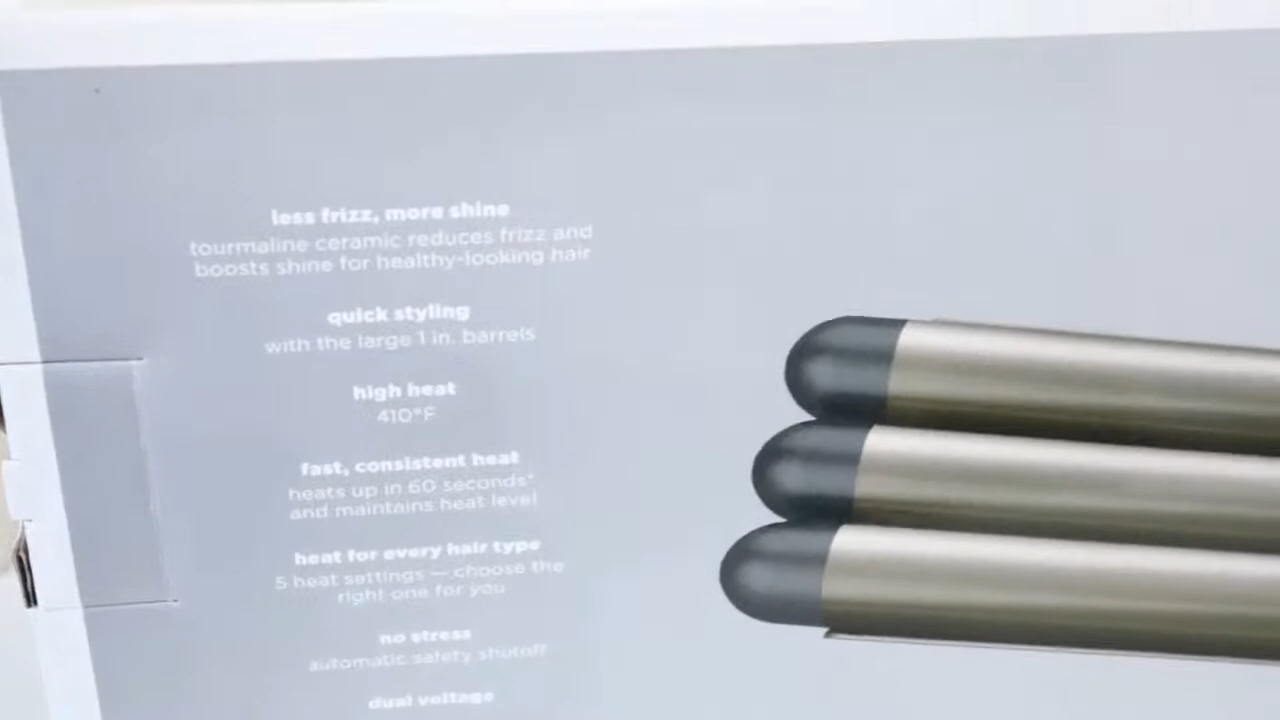 less frizz, more shine
tourmaline ceramic reduces frizz and
boosts shine for healthy-looking hair
quick styling
with the large 1 in. barrels
high heat
410°F
fast, consistent heat
heats up in 60 seconds*
and maintains heat level
heat for every hair type
5 heat settings — choose the
right one for you
no stress
automatic safety shutoff
dual voltage